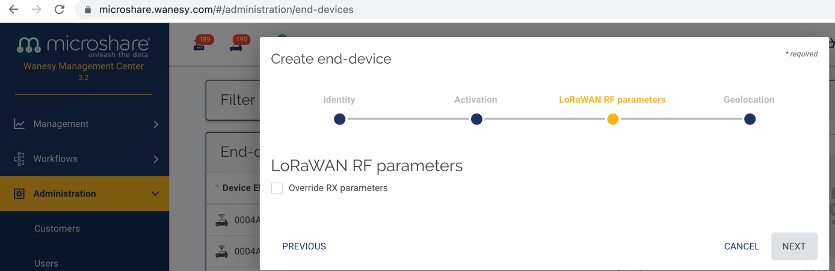 microshare.wanesy.com/#/administration/end-devices
microshare®
unleash the data
Wanesy Management Center
3.2
189
190
Create end-device
* required
Filter
Identity
Activation
LoRaWAN RF parameters
Geolocation
Management
End-d
LoRaWAN RF parameters
Workflows
Override RX parameters
Device E
Administration
0004A
Customers
PREVIOUS
CANCEL
NEXT
0004A
Users